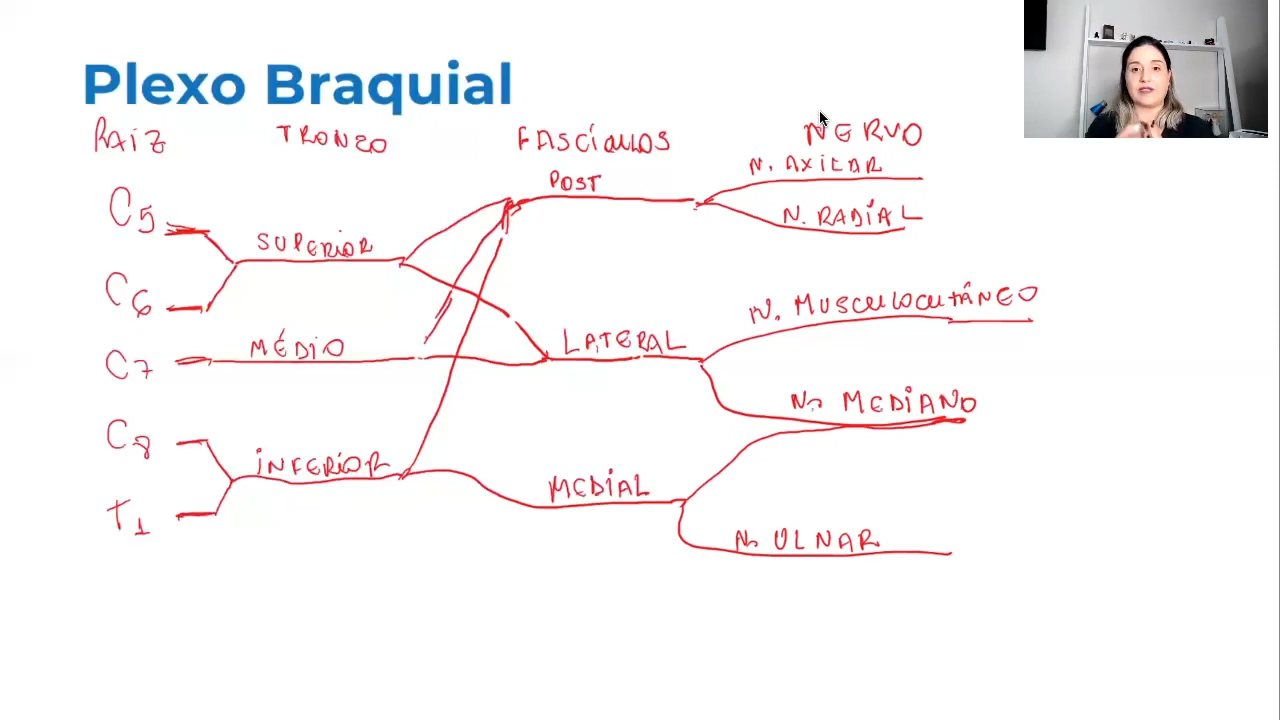 Plexo Braquial
RAIZ TRONCO FASCÍCULOS NERVO
POST N. AXILAR
C5 N. RADIAL
SUPERIOR
C6 N. MUSCULOCUTÂNEO
C7 MÉDIO LATERAL
N. MEDIANO
C8
INFERIOR MEDIAL
T1 N. ULNAR